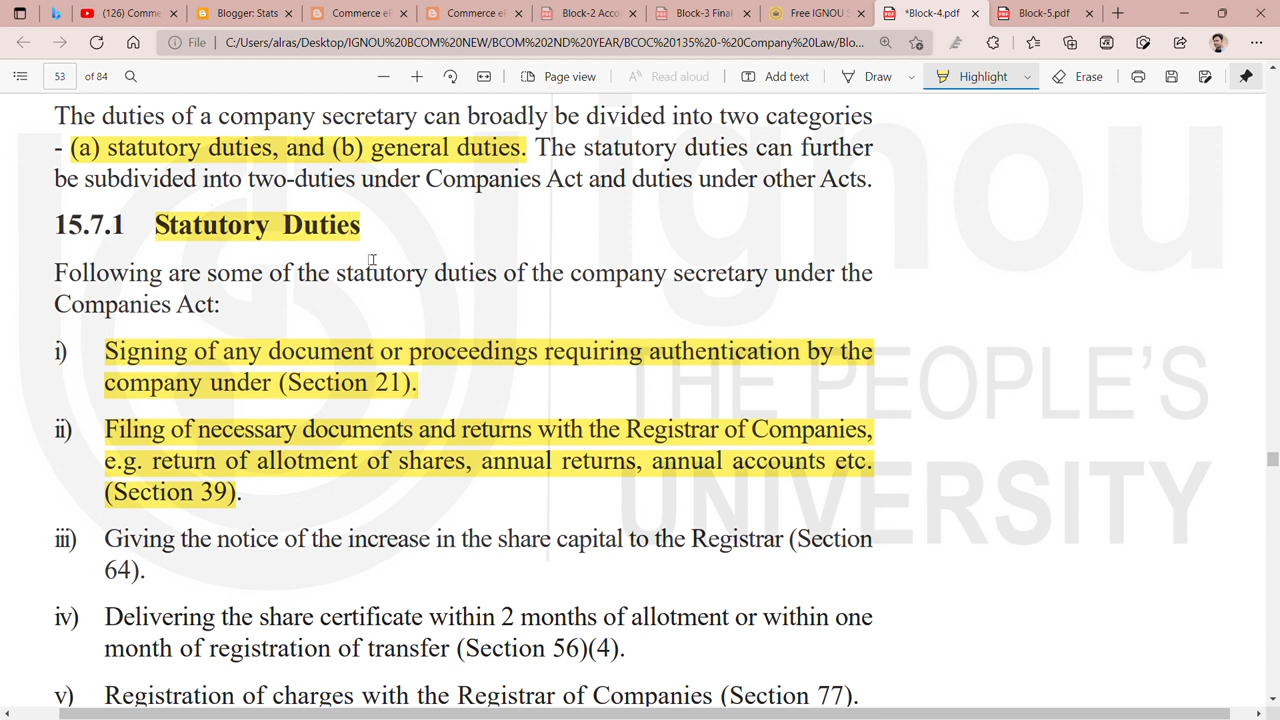 (126) Comme
Blogger: Stats
Commerce eF
Commerce eF
Block-2 Acco
Block-3 Final
Free IGNOU S
*Block-4.pdf
Block-5.pdf
File
C:/Users/alras/Desktop/IGNOU%20BCOM%20NEW/BCOM%202ND%20YEAR/BCOC%20135%20-%20Company%20Law/Blo...
53 of 84
Page view
Read aloud
Add text
Draw
Highlight
Erase
The duties of a company secretary can broadly be divided into two categories
- (a) statutory duties, and (b) general duties. The statutory duties can further
be subdivided into two-duties under Companies Act and duties under other Acts.
15.7.1 Statutory Duties
Following are some of the statutory duties of the company secretary under the
Companies Act:
i) Signing of any document or proceedings requiring authentication by the
company under (Section 21).
ii) Filing of necessary documents and returns with the Registrar of Companies,
e.g. return of allotment of shares, annual returns, annual accounts etc.
(Section 39).
iii) Giving the notice of the increase in the share capital to the Registrar (Section
64).
iv) Delivering the share certificate within 2 months of allotment or within one
month of registration of transfer (Section 56)(4).
v) Registration of charges with the Registrar of Companies (Section 77).
ignou
THE PEOPLE'S
UNIVERSITY